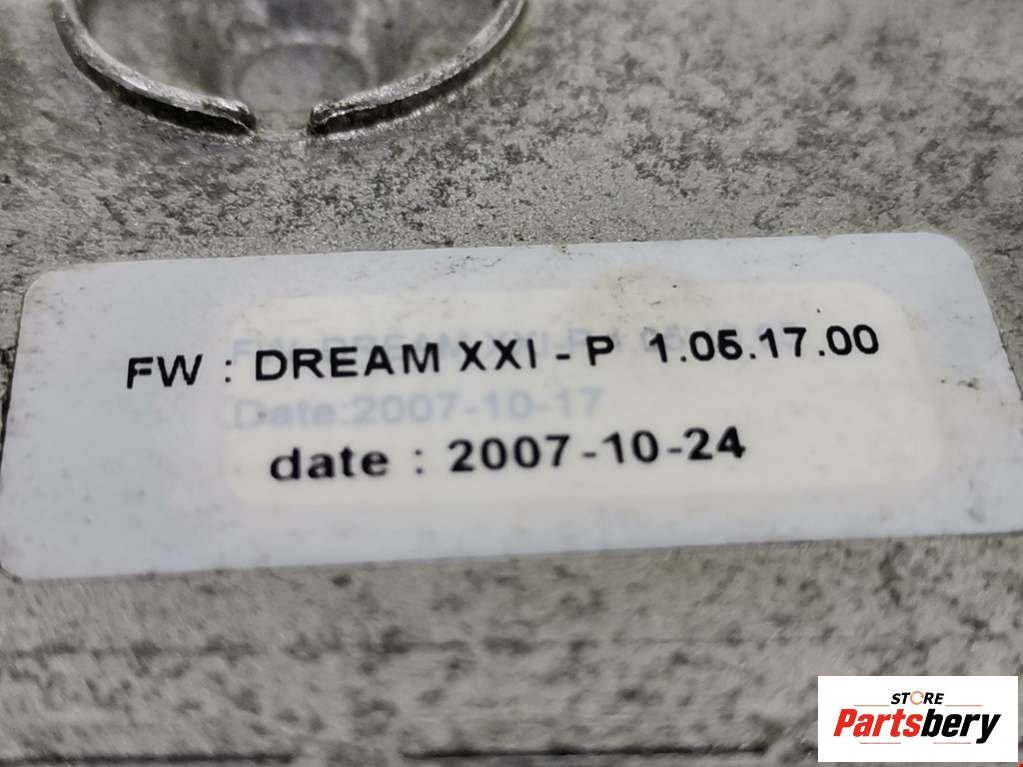 FW : DREAM XXI - P 1.05.17.00
Date:2007-10-17
date : 2007-10-24
STORE
Partsbery